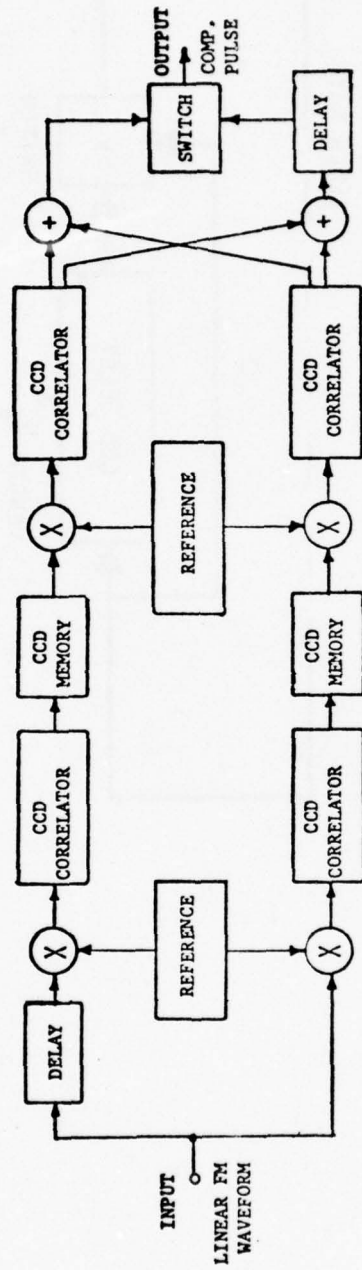 INPUT
LINEAR FM
WAVEFORM
DELAY
X
REFERENCE
X
CCD
CORRELATOR
CCD
CORRELATOR
CCD
MEMORY
CCD
MEMORY
X
REFERENCE
X
CCD
CORRELATOR
CCD
CORRELATOR
+
+
SWITCH
DELAY
OUTPUT
COMP.
PULSE